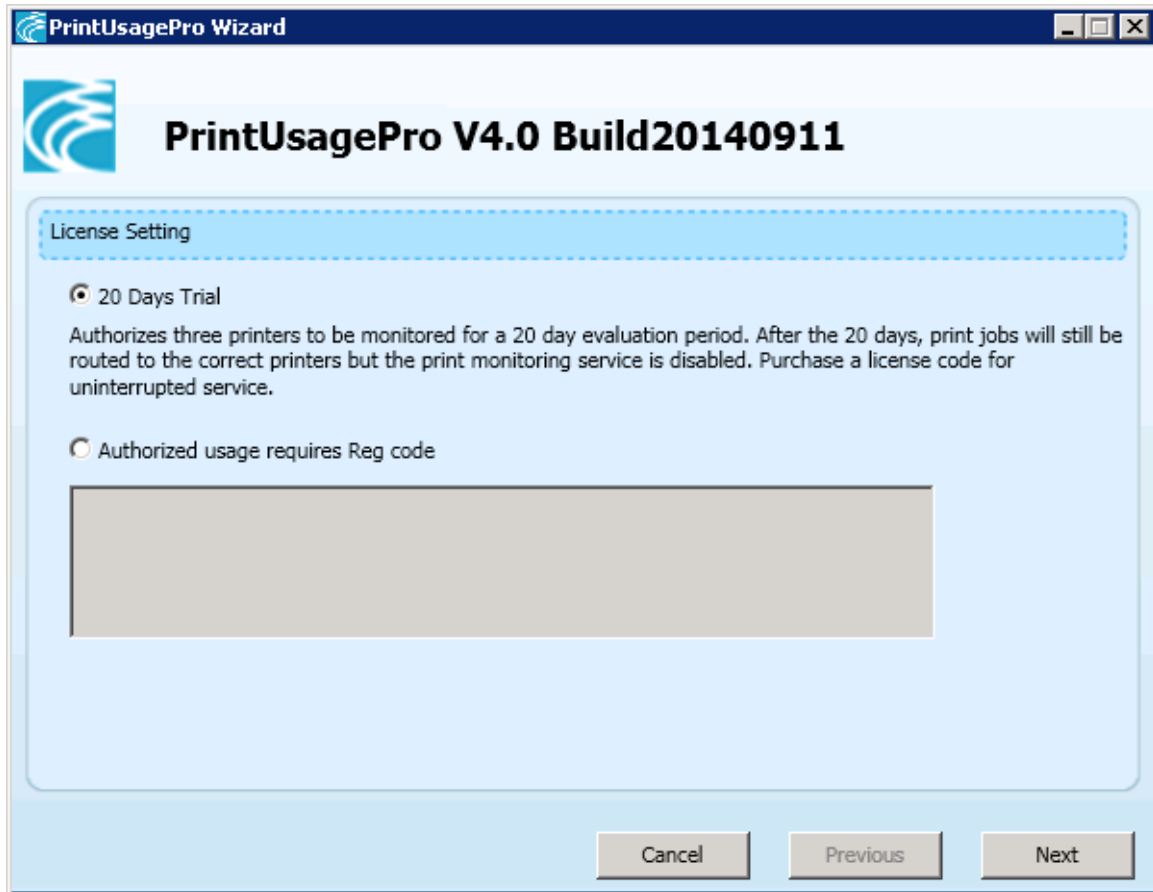 PrintUsagePro Wizard
PrintUsagePro V4.0 Build20140911
License Setting
20 Days Trial
Authorizes three printers to be monitored for a 20 day evaluation period. After the 20 days, print jobs will still be
routed to the correct printers but the print monitoring service is disabled. Purchase a license code for
uninterrupted service.
Authorized usage requires Reg code
Cancel Previous Next